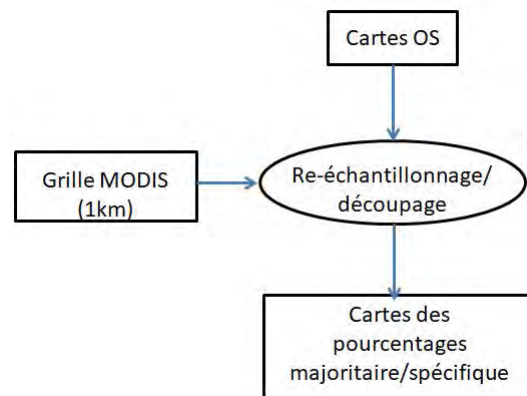 Cartes OS
Grille MODIS
(1km)
Re-échantillonnage/
découpage
Cartes des
pourcentages
majoritaire/spécifique